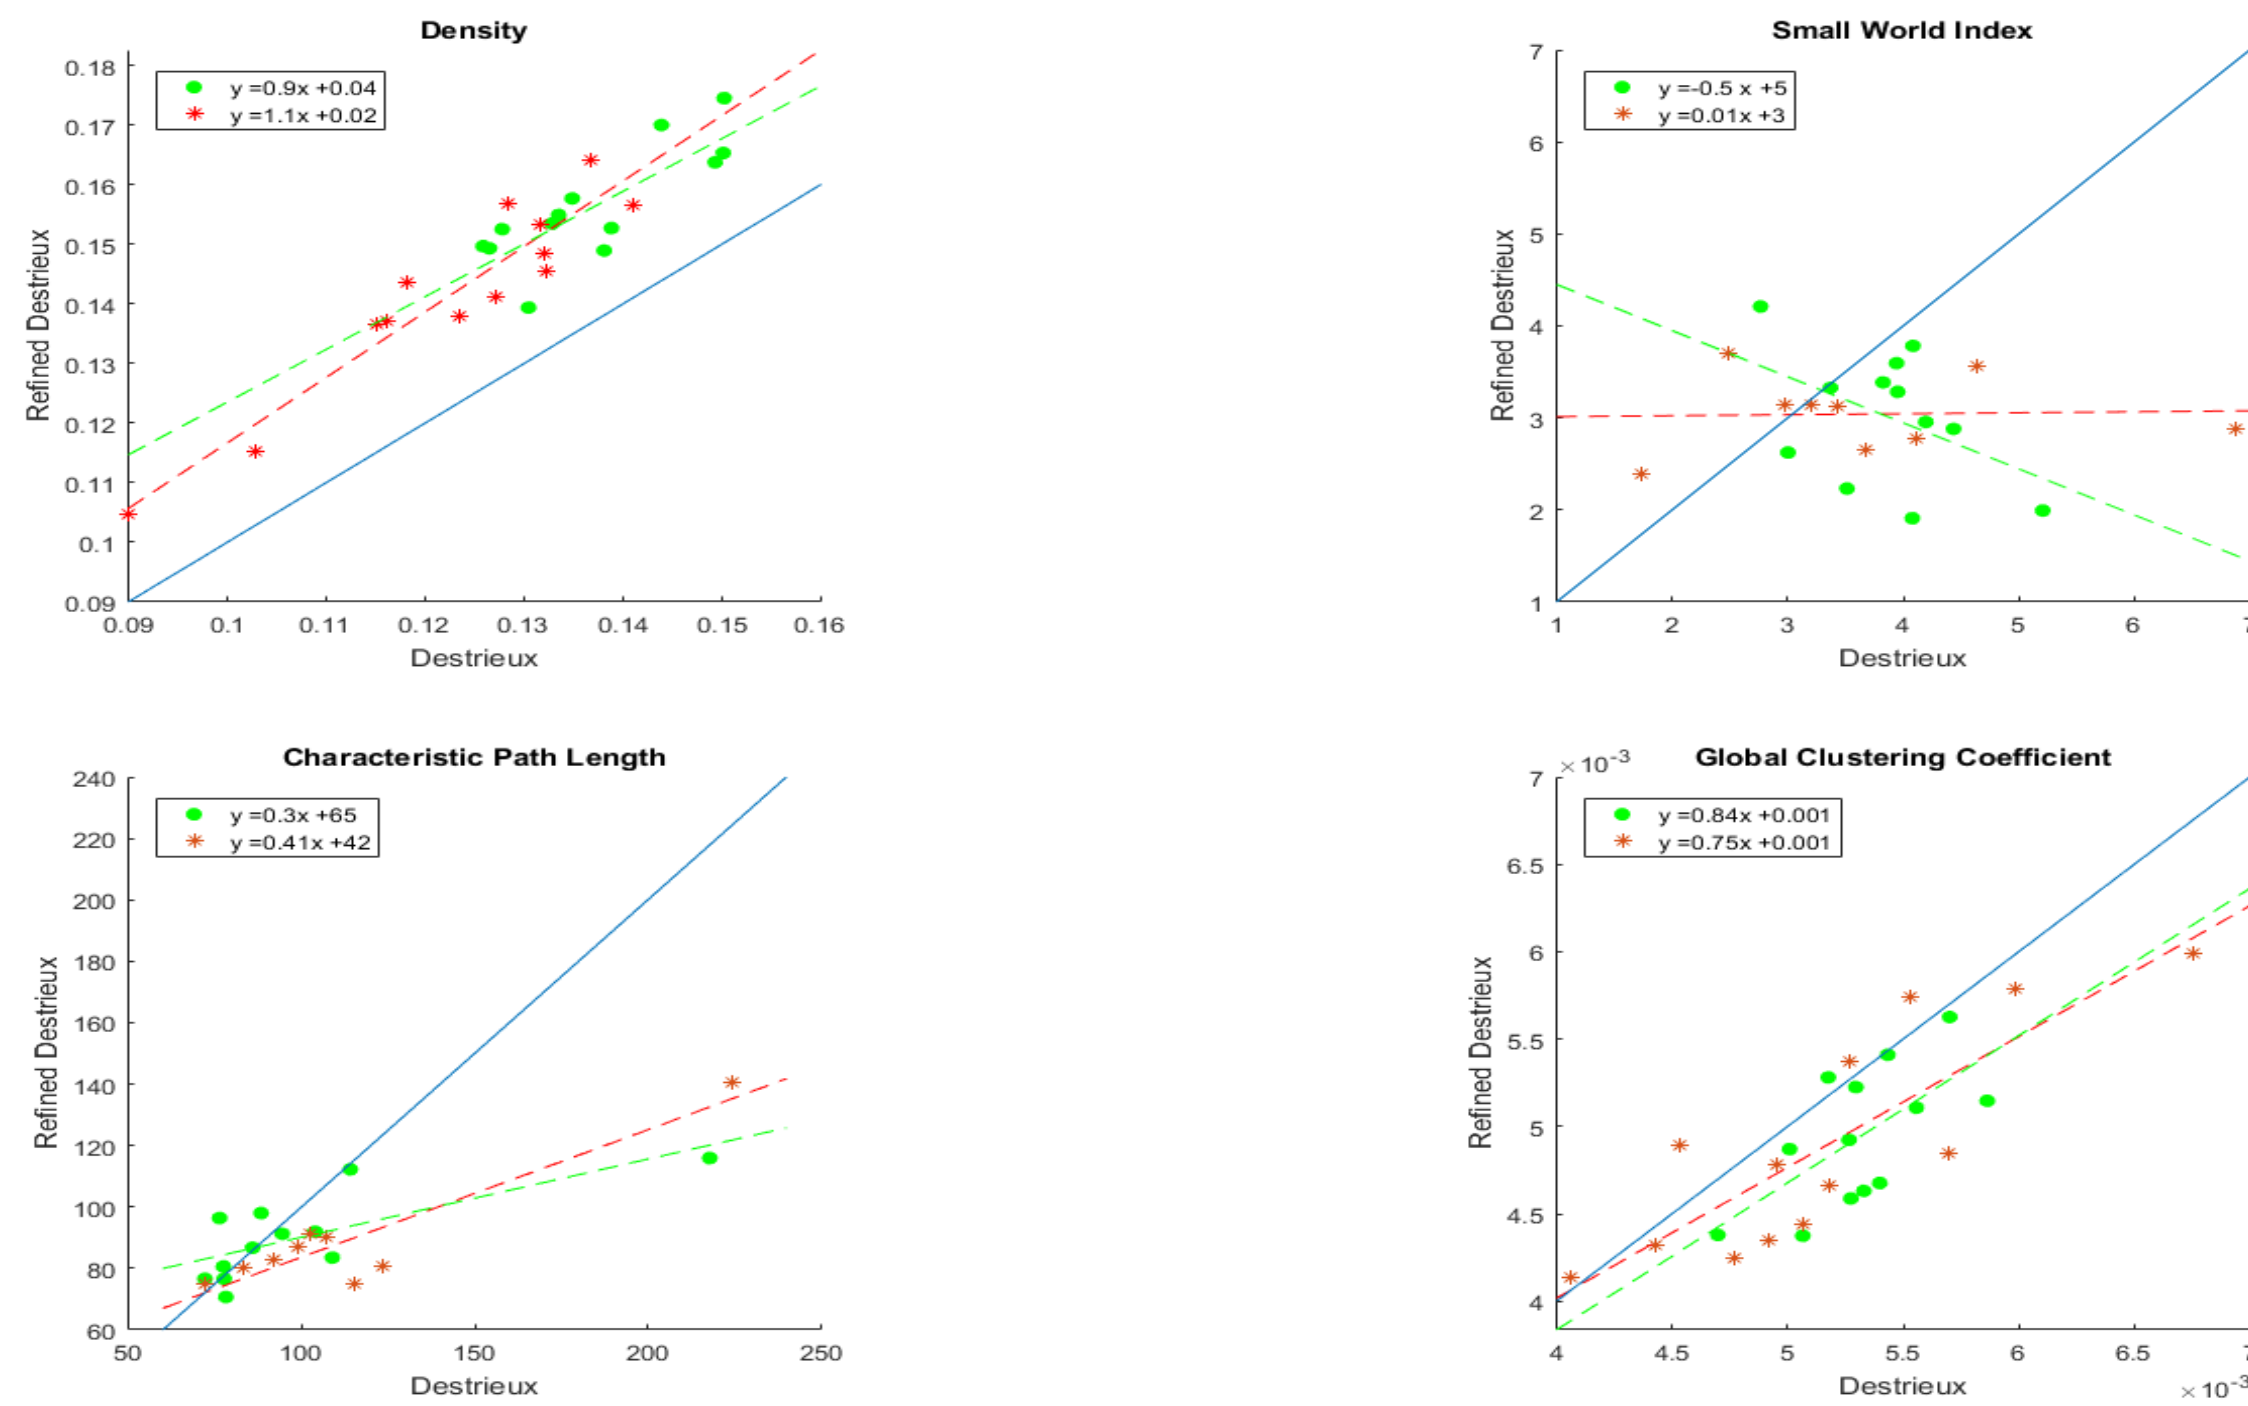 Density
0.18
0.17
0.16
0.15
0.14
0.13
0.12
0.11
0.1
0.09
Refined Destrieux
y =0.9x +0.04
y =1.1x +0.02
0.09 0.1 0.11 0.12 0.13 0.14 0.15 0.16
Destrieux
Small World Index
7
6
5
4
3
2
1
Refined Destrieux
y =-0.5 x +5
y =0.01x +3
1 2 3 4 5 6 7
Destrieux
Characteristic Path Length
240
220
200
180
160
140
120
100
80
60
Refined Destrieux
y =0.3x +65
y =0.41x +42
50 100 150 200 250
Destrieux
Global Clustering Coefficient
×10-3
7
6.5
6
5.5
5
4.5
4
Refined Destrieux
y =0.84x +0.001
y =0.75x +0.001
4 4.5 5 5.5 6 6.5 7
Destrieux
×10-3